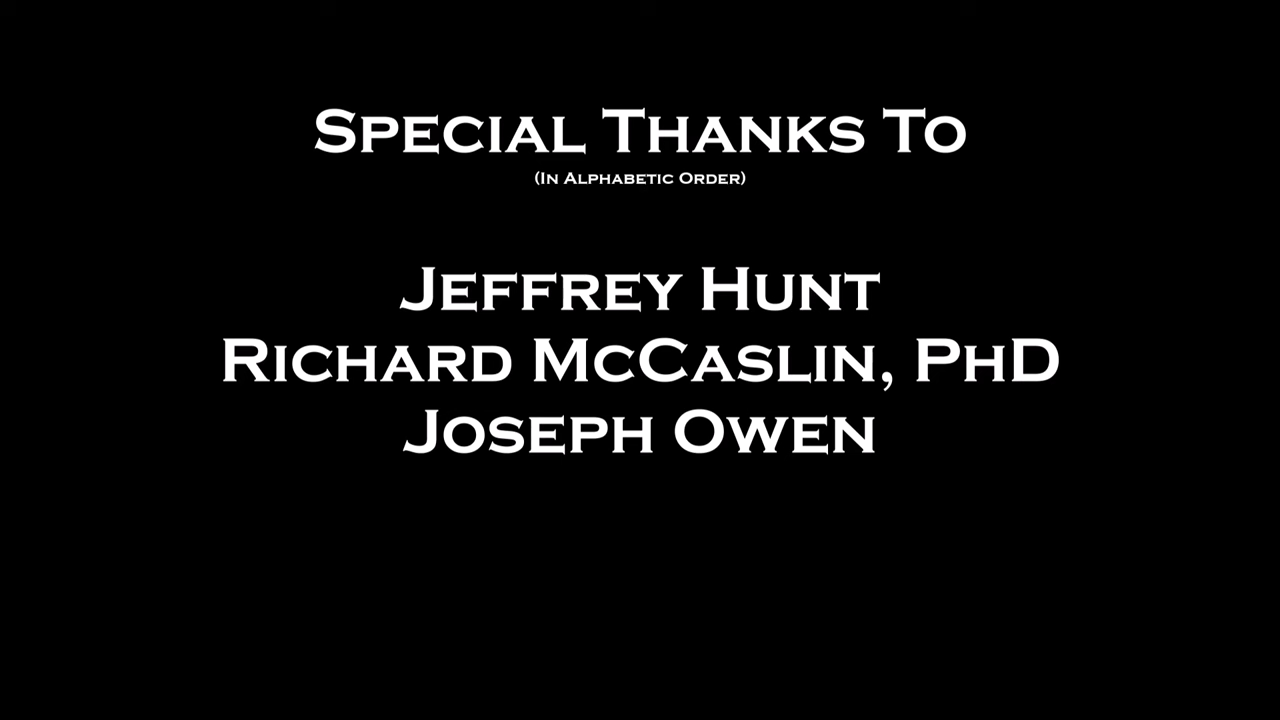 Special Thanks To
(In Alphabetic Order)
Jeffrey Hunt
Richard McCaslin, PhD
Joseph Owen